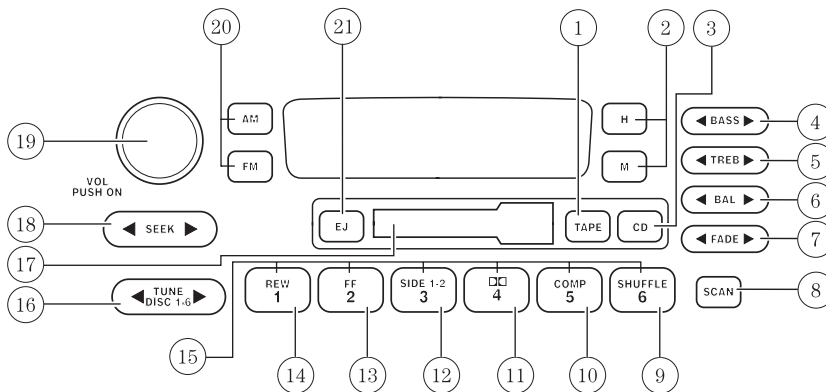 20
21
1
2
3
AM
H
BASS
4
19
FM
M
TREB
5
VOL
PUSH ON
BAL
6
18
SEEK
EJ
TAPE
CD
FADE
7
17
16
TUNE
DISC 1-6
REW
1
FF
2
SIDE 1-2
3
4
COMP
5
SHUFFLE
6
SCAN
8
15
14
13
12
11
10
9